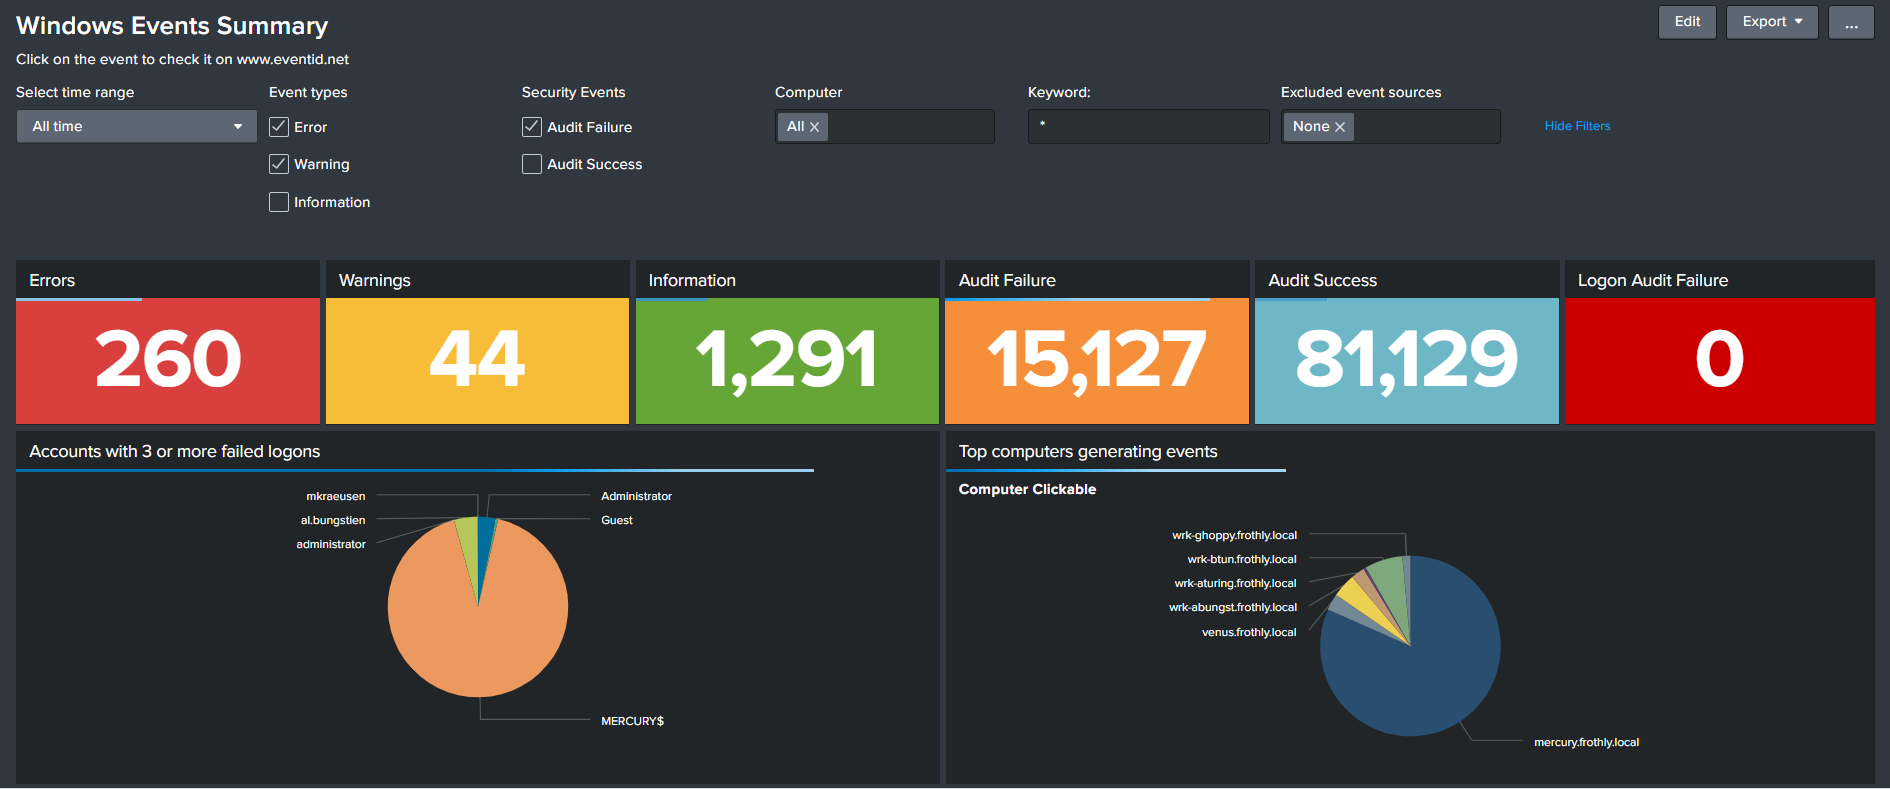 Windows Events Summary
Edit
Export
...
Click on the event to check it on www.eventid.net
Select time range
Event types
Security Events
Computer
Keyword:
Excluded event sources
All time
Error
Audit Failure
All
*
None
Hide Filters
Warning
Audit Success
Information
Errors
Warnings
Information
Audit Failure
Audit Success
Logon Audit Failure
260
44
1,291
15,127
81,129
0
Accounts with 3 or more failed logons
mkraeusen
Administrator
al.bungstien
Guest
administrator
MERCURY$
Top computers generating events
Computer Clickable
wrk-ghoppy.frothly.local
wrk-btun.frothly.local
wrk-aturing.frothly.local
wrk-abungst.frothly.local
venus.frothly.local
mercury.frothly.local